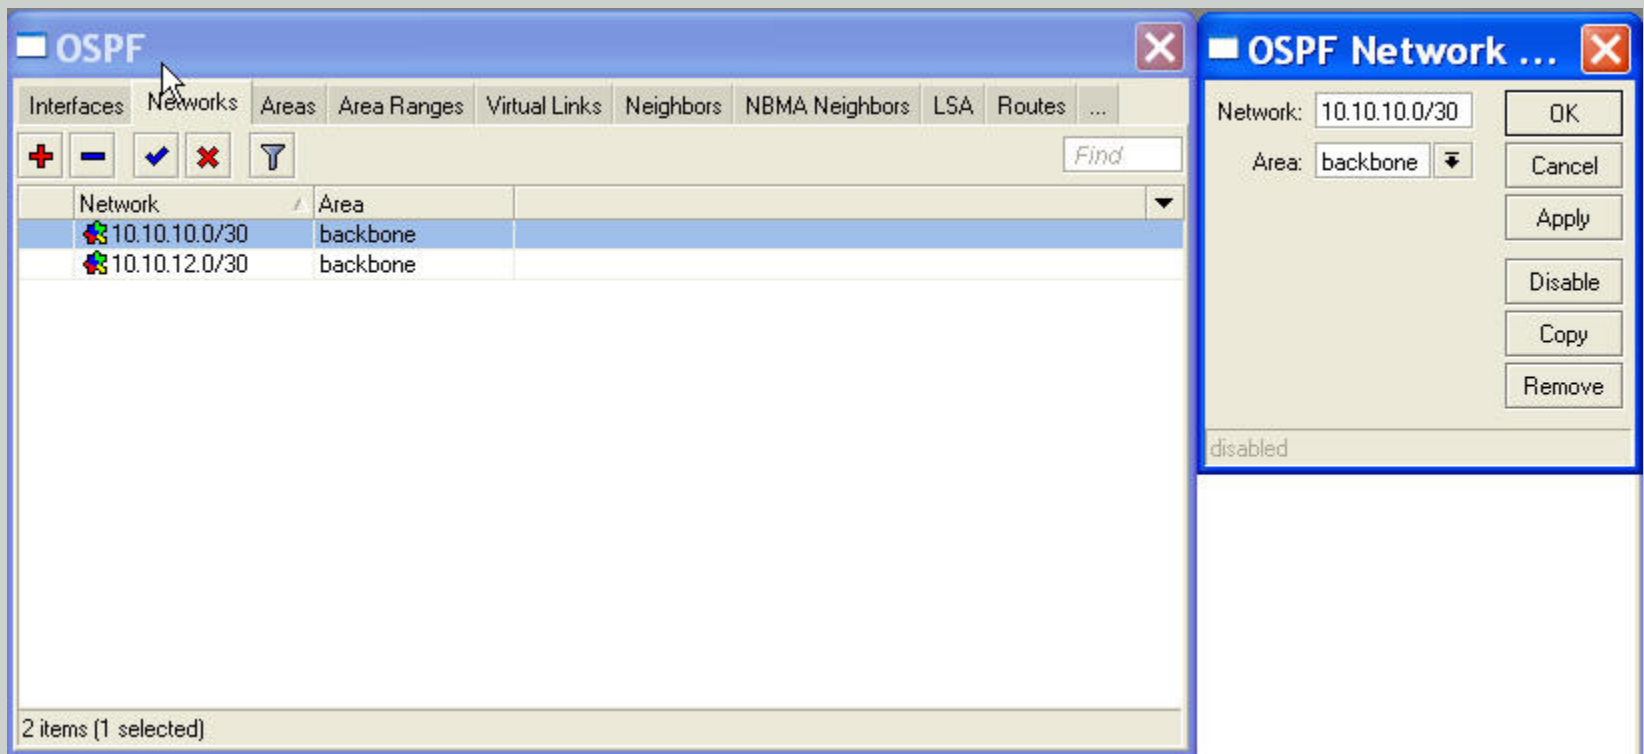 OSPF
Interfaces Networks Areas Area Ranges Virtual Links Neighbors NBMA Neighbors LSA Routes ...
Find
Network Area
10.10.10.0/30 backbone
10.10.12.0/30 backbone
2 items (1 selected)
OSPF Network ...
Network: 10.10.10.0/30 OK
Area: backbone Cancel
Apply
Disable
Copy
Remove
disabled